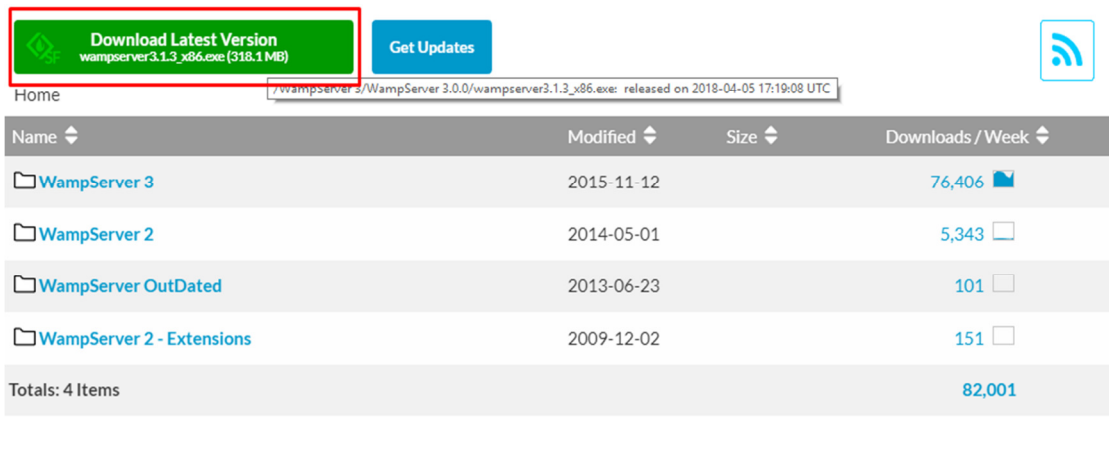 Download Latest Version
wampserver3.1.3_x86.exe (318.1 MB)
SF
Get Updates
/WampServer 3/WampServer 3.0.0/wampserver3.1.3_x86.exe: released on 2018-04-05 17:19:08 UTC
Home
Name Modified Size Downloads / Week
WampServer 3 2015-11-12 76,406
WampServer 2 2014-05-01 5,343
WampServer OutDated 2013-06-23 101
WampServer 2 - Extensions 2009-12-02 151
Totals: 4 Items 82,001